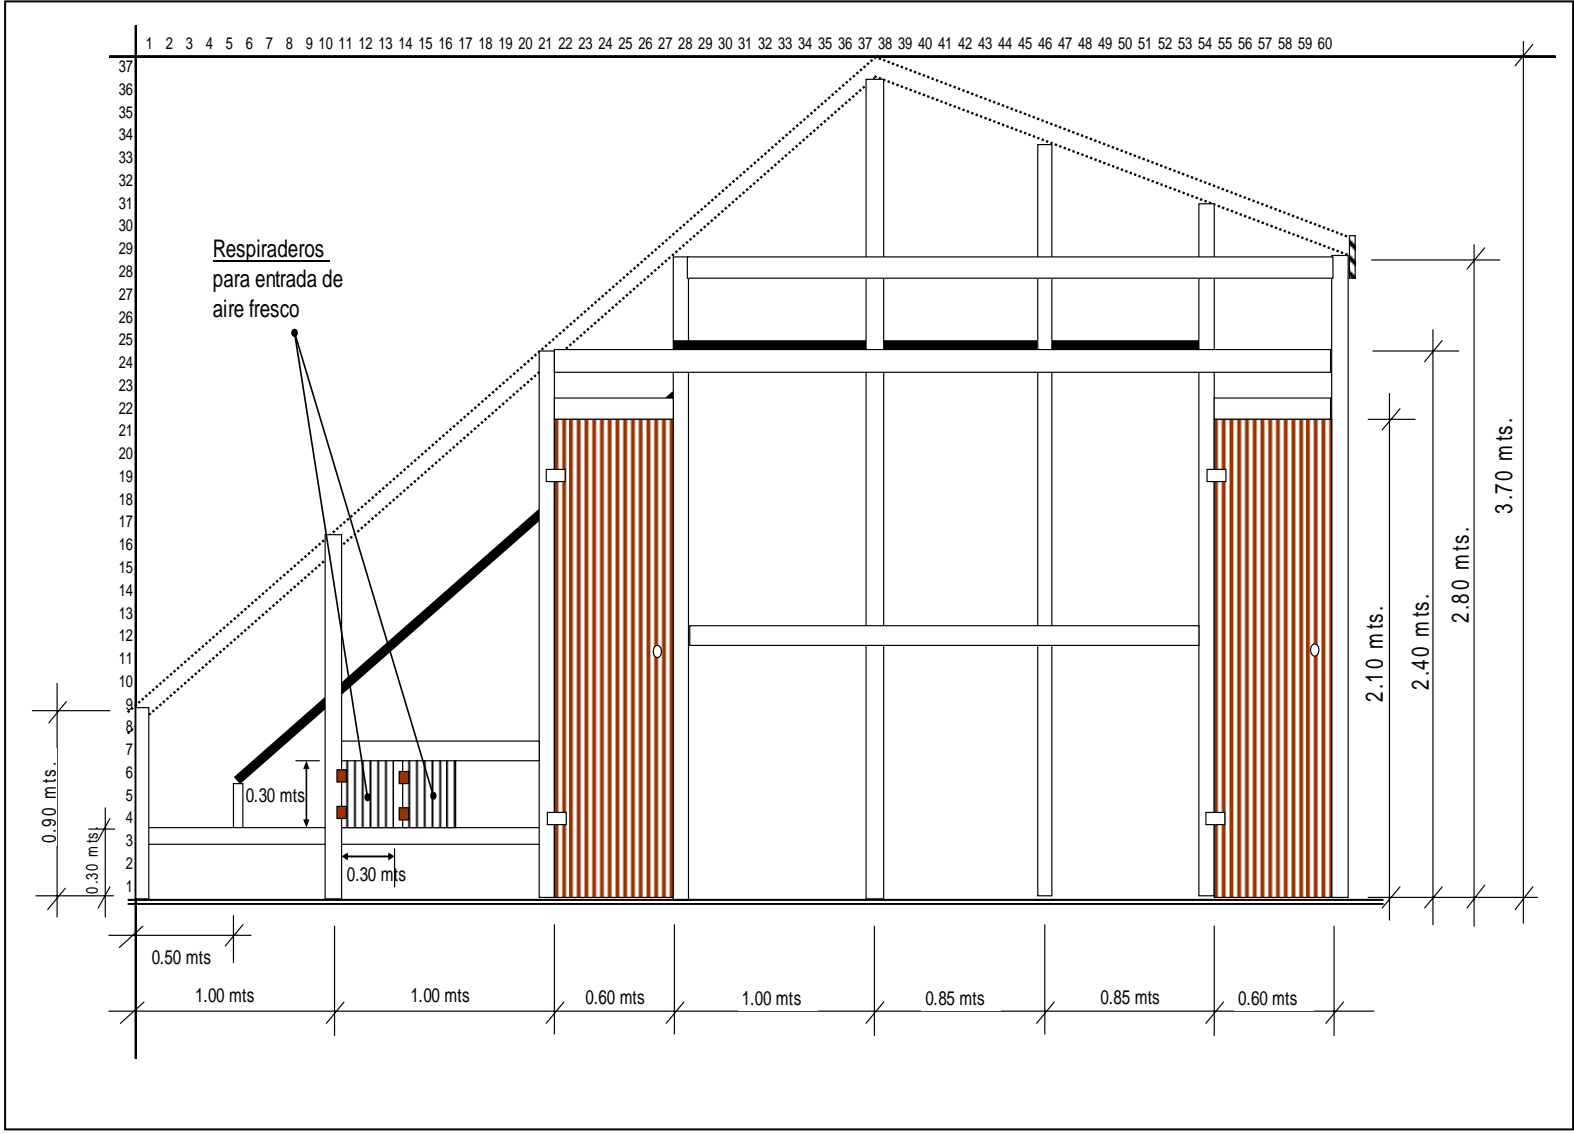 1 2 3 4 5 6 7 8 9 10 11 12 13 14 15 16 17 18 19 20 21 22 23 24 25 26 27 28 29 30 31 32 33 34 35 36 37 38 39 40 41 42 43 44 45 46 47 48 49 50 51 52 53 54 55 56 57 58 59 60
37
36
35
34
33
32
31
30
29
28
27
26
25
24
23
22
21
20
19
18
17
16
15
14
13
12
11
10
9
8
7
6
5
4
3
2
1
Respiraderos
para entrada de
aire fresco
0.90 mts.
0.30 mts.
0.30 mts
0.30 mts
2.10 mts.
2.40 mts.
2.80 mts.
3.70 mts.
0.50 mts
1.00 mts
1.00 mts
0.60 mts
1.00 mts
0.85 mts
0.85 mts
0.60 mts